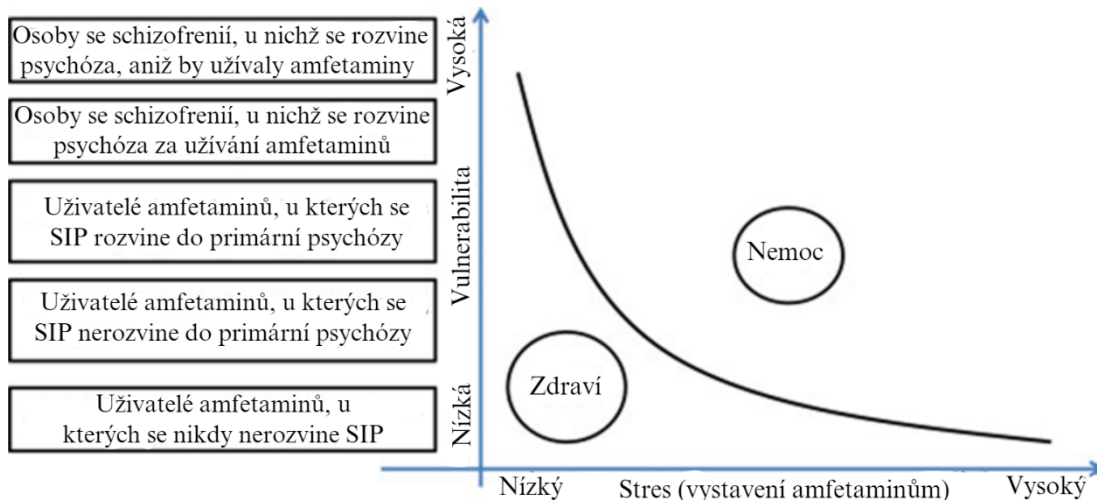 Osoby se schizofrenií, u nichž se rozvine
psychóza, aniž by užívaly amfetaminy
Osoby se schizofrenií, u nichž se rozvine
psychóza za užívání amfetaminů
Uživatelé amfetaminů, u kterých se
SIP rozvine do primární psychózy
Uživatelé amfetaminů, u kterých se
SIP nerozvine do primární psychózy
Uživatelé amfetaminů, u
kterých se nikdy nerozvine SIP
Vysoká
Vulnerabilita
Nízká
Nemoc
Zdraví
Nízký
Stres (vystavení amfetaminům)
Vysoký